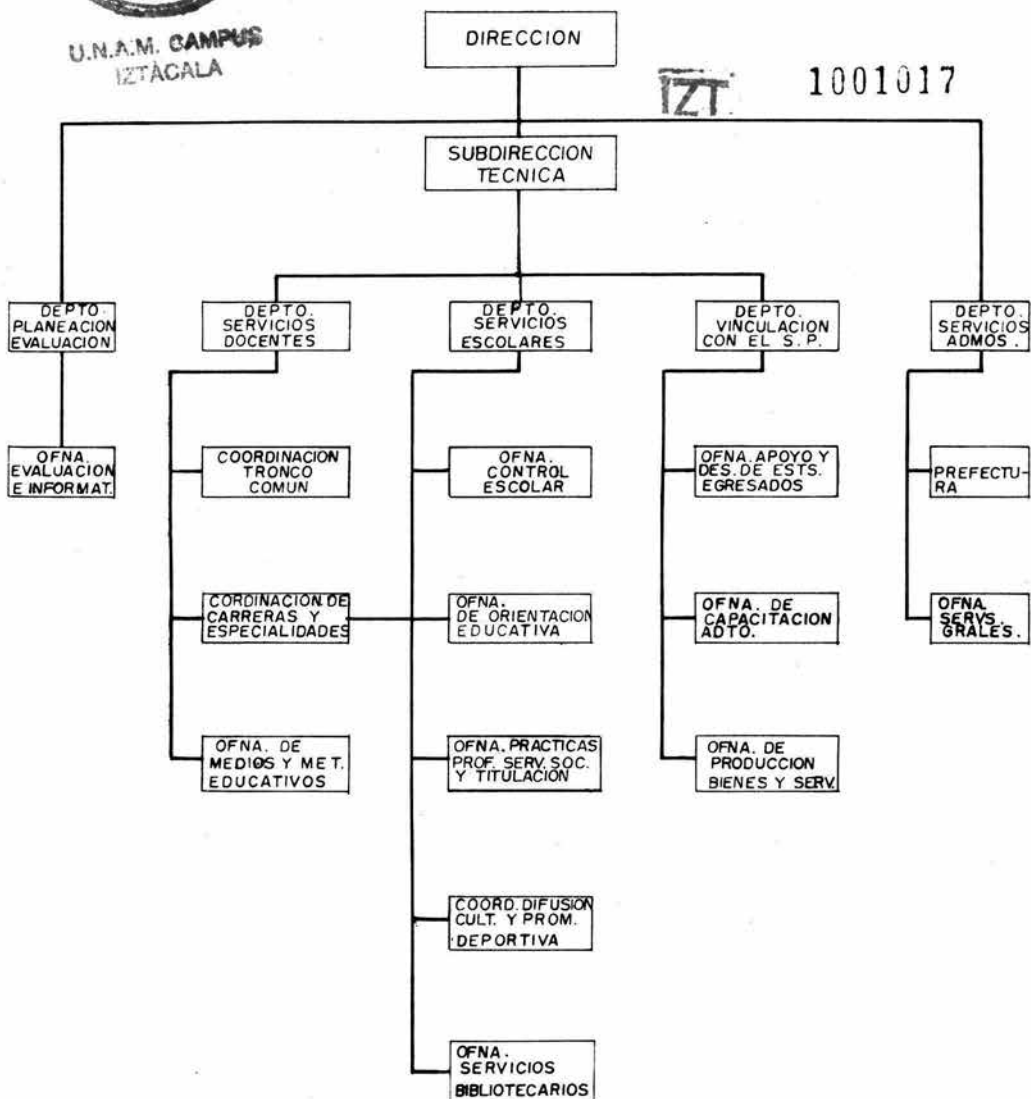 U.N.A.M. CAMPUS
IZTACALA
DIRECCION
IZT
1001017
SUBDIRECCION
TECNICA
DEPTO.
PLANEACION
EVALUACION
DEPTO.
SERVICIOS
DOCENTES
DEPTO.
SERVICIOS
ESCOLARES
DEPTO.
VINCULACION
CON EL S. P.
DEPTO.
SERVICIOS
ADMOS.
OFNA.
EVALUACION
E INFORMAT.
COORDINACION
TRONCO
COMUN
OFNA.
CONTROL
ESCOLAR
OFNA. APOYO Y
DES. DE ESTS.
EGRESADOS
PREFECTU-
RA
CORDINACION DE
CARRERAS Y
ESPECIALIDADES
OFNA.
DE ORIENTACION
EDUCATIVA
OFNA. DE
CAPACITACION
ADTO.
OFNA.
SERVS.
GRALES.
OFNA. DE
MEDIOS Y MET.
EDUCATIVOS
OFNA. PRACTICAS
PROF. SERV. SOC.
Y TITULACION
OFNA. DE
PRODUCCION
BIENES Y SERV.
COORD. DIFUSION
CULT. Y PROM.
DEPORTIVA
OFNA.
SERVICIOS
BIBLIOTECARIOS